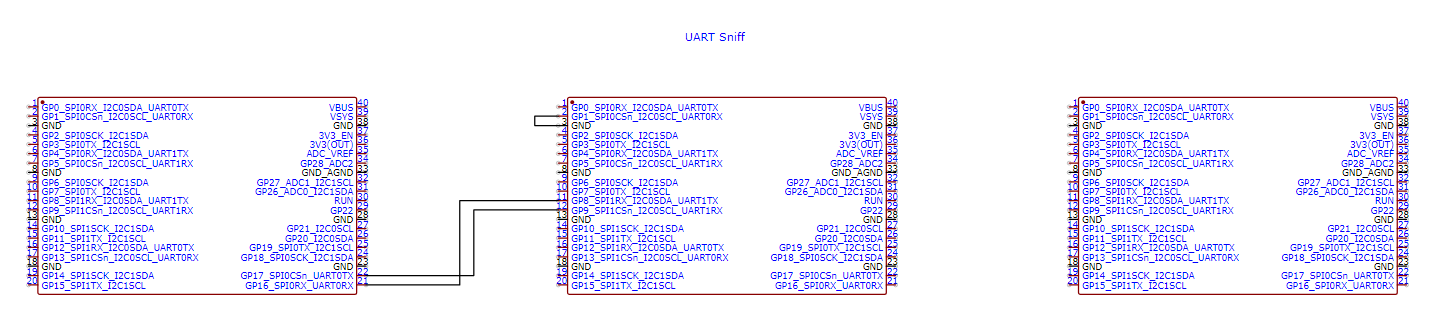 UART Sniff
1 GP0_SPI0RX_I2C0SDA_UART0TX VBUS 40
2 GP1_SPI0CSn_I2C0SCL_UART0RX VSYS 39
3 GND GND 38
4 GP2_SPI0SCK_I2C1SDA 3V3_EN 37
5 GP3_SPI0TX_I2C1SCL 3V3(OUT) 36
6 GP4_SPI0RX_I2C0SDA_UART1TX ADC_VREF 35
7 GP5_SPI0CSn_I2C0SCL_UART1RX GP28_ADC2 34
8 GND GND_AGND 33
9 GP6_SPI0SCK_I2C1SDA GP27_ADC1_I2C1SCL 32
10 GP7_SPI0TX_I2C1SCL GP26_ADC0_I2C1SDA 31
11 GP8_SPI1RX_I2C0SDA_UART1TX RUN 30
12 GP9_SPI1CSn_I2C0SCL_UART1RX GP22 29
13 GND GND 28
14 GP10_SPI1SCK_I2C1SDA GP21_I2C0SCL 27
15 GP11_SPI1TX_I2C1SCL GP20_I2C0SDA 26
16 GP12_SPI1RX_I2C0SDA_UART0TX GP19_SPI0TX_I2C1SCL 25
17 GP13_SPI1CSn_I2C0SCL_UART0RX GP18_SPI0SCK_I2C1SDA 24
18 GND GND 23
19 GP14_SPI1SCK_I2C1SDA GP17_SPI0CSn_UART0TX 22
20 GP15_SPI1TX_I2C1SCL GP16_SPI0RX_UART0RX 21
1 GP0_SPI0RX_I2C0SDA_UART0TX VBUS 40
2 GP1_SPI0CSn_I2C0SCL_UART0RX VSYS 39
3 GND GND 38
4 GP2_SPI0SCK_I2C1SDA 3V3_EN 37
5 GP3_SPI0TX_I2C1SCL 3V3(OUT) 36
6 GP4_SPI0RX_I2C0SDA_UART1TX ADC_VREF 35
7 GP5_SPI0CSn_I2C0SCL_UART1RX GP28_ADC2 34
8 GND GND_AGND 33
9 GP6_SPI0SCK_I2C1SDA GP27_ADC1_I2C1SCL 32
10 GP7_SPI0TX_I2C1SCL GP26_ADC0_I2C1SDA 31
11 GP8_SPI1RX_I2C0SDA_UART1TX RUN 30
12 GP9_SPI1CSn_I2C0SCL_UART1RX GP22 29
13 GND GND 28
14 GP10_SPI1SCK_I2C1SDA GP21_I2C0SCL 27
15 GP11_SPI1TX_I2C1SCL GP20_I2C0SDA 26
16 GP12_SPI1RX_I2C0SDA_UART0TX GP19_SPI0TX_I2C1SCL 25
17 GP13_SPI1CSn_I2C0SCL_UART0RX GP18_SPI0SCK_I2C1SDA 24
18 GND GND 23
19 GP14_SPI1SCK_I2C1SDA GP17_SPI0CSn_UART0TX 22
20 GP15_SPI1TX_I2C1SCL GP16_SPI0RX_UART0RX 21
1 GP0_SPI0RX_I2C0SDA_UART0TX VBUS 40
2 GP1_SPI0CSn_I2C0SCL_UART0RX VSYS 39
3 GND GND 38
4 GP2_SPI0SCK_I2C1SDA 3V3_EN 37
5 GP3_SPI0TX_I2C1SCL 3V3(OUT) 36
6 GP4_SPI0RX_I2C0SDA_UART1TX ADC_VREF 35
7 GP5_SPI0CSn_I2C0SCL_UART1RX GP28_ADC2 34
8 GND GND_AGND 33
9 GP6_SPI0SCK_I2C1SDA GP27_ADC1_I2C1SCL 32
10 GP7_SPI0TX_I2C1SCL GP26_ADC0_I2C1SDA 31
11 GP8_SPI1RX_I2C0SDA_UART1TX RUN 30
12 GP9_SPI1CSn_I2C0SCL_UART1RX GP22 29
13 GND GND 28
14 GP10_SPI1SCK_I2C1SDA GP21_I2C0SCL 27
15 GP11_SPI1TX_I2C1SCL GP20_I2C0SDA 26
16 GP12_SPI1RX_I2C0SDA_UART0TX GP19_SPI0TX_I2C1SCL 25
17 GP13_SPI1CSn_I2C0SCL_UART0RX GP18_SPI0SCK_I2C1SDA 24
18 GND GND 23
19 GP14_SPI1SCK_I2C1SDA GP17_SPI0CSn_UART0TX 22
20 GP15_SPI1TX_I2C1SCL GP16_SPI0RX_UART0RX 21